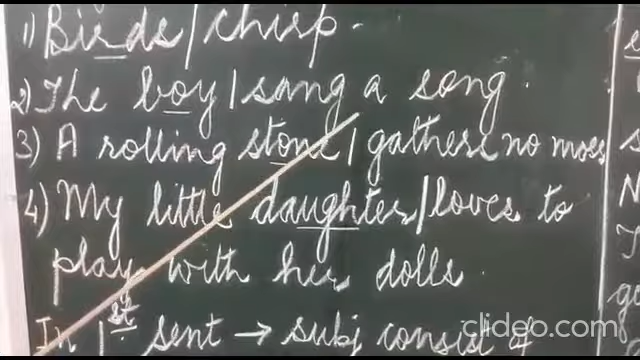 1) Birds/chirp.
2) The boy/sang a song.
3) A rolling stone/gathers no moss
4) My little daughter/loves to
play with her dolls.
In 1st. sent → subj consist of
clideo.com